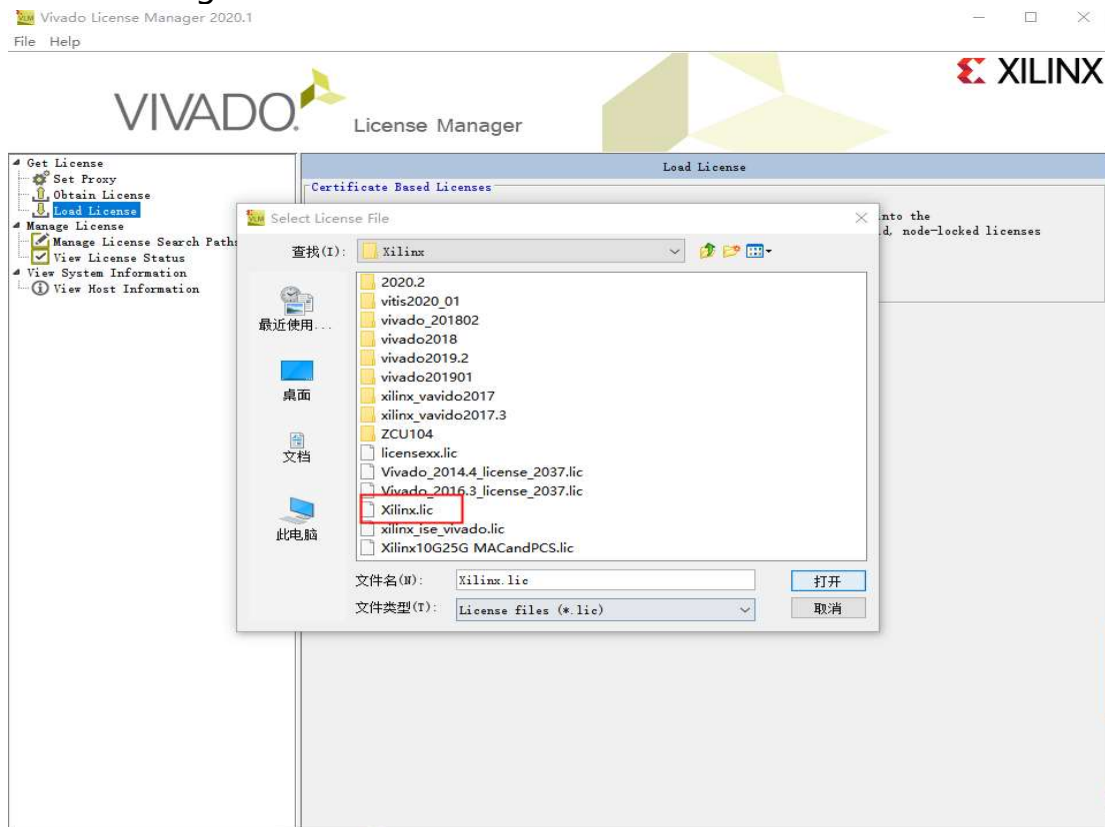 Vivado License Manager 2020.1
File Help
VIVADO.
License Manager
XILINX
Get License
Set Proxy
Obtain License
Load License
Manage License
Manage License Search Paths
View License Status
View System Information
View Host Information
Load License
Certificate Based Licenses
nto the
d, node-locked licenses
Select License File
查找(I):
Xilinx
最近使用...
桌面
文档
此电脑
2020.2
vitis2020_01
vivado_201802
vivado2018
vivado2019.2
vivado201901
xilinx_vavido2017
xilinx_vavido2017.3
ZCU104
licensexx.lic
Vivado_2014.4_license_2037.lic
Vivado_2016.3_license_2037.lic
Xilinx.lic
xilinx_ise_vivado.lic
Xilinx10G25G MACandPCS.lic
文件名(N):
Xilinx.lic
打开
文件类型(T):
License files (*.lic)
取消